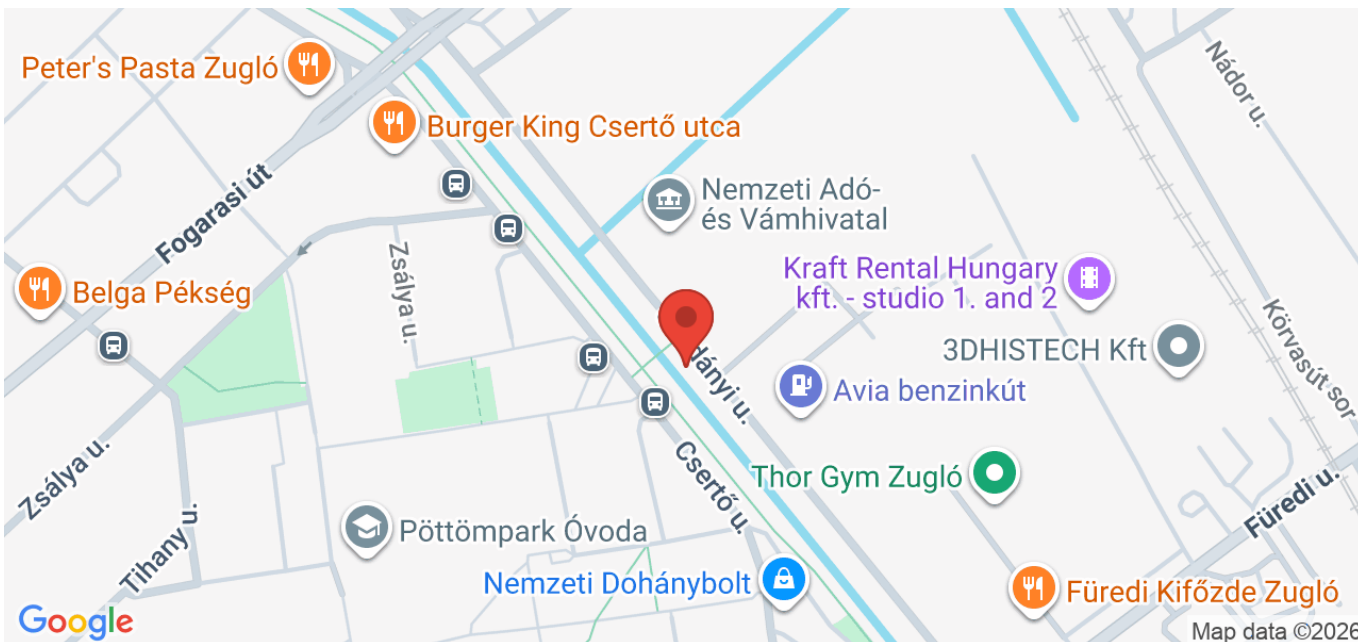 Peter's Pasta Zugló
Burger King Csertő utca
Nádor u.
Nemzeti Adó-
és Vámhivatal
Fogarasi út
Zsálya u.
Belga Pékség
Kraft Rental Hungary
kft. - studio 1. and 2
Körvasút sor
3DHISTECH Kft
dányi u.
Avia benzinkút
Zsálya u.
Csertő u.
Thor Gym Zugló
Füredi u.
Tihany u.
Pöttömpark Óvoda
Nemzeti Dohánybolt
Füredi Kifőzde Zugló
Google
Map data ©2026